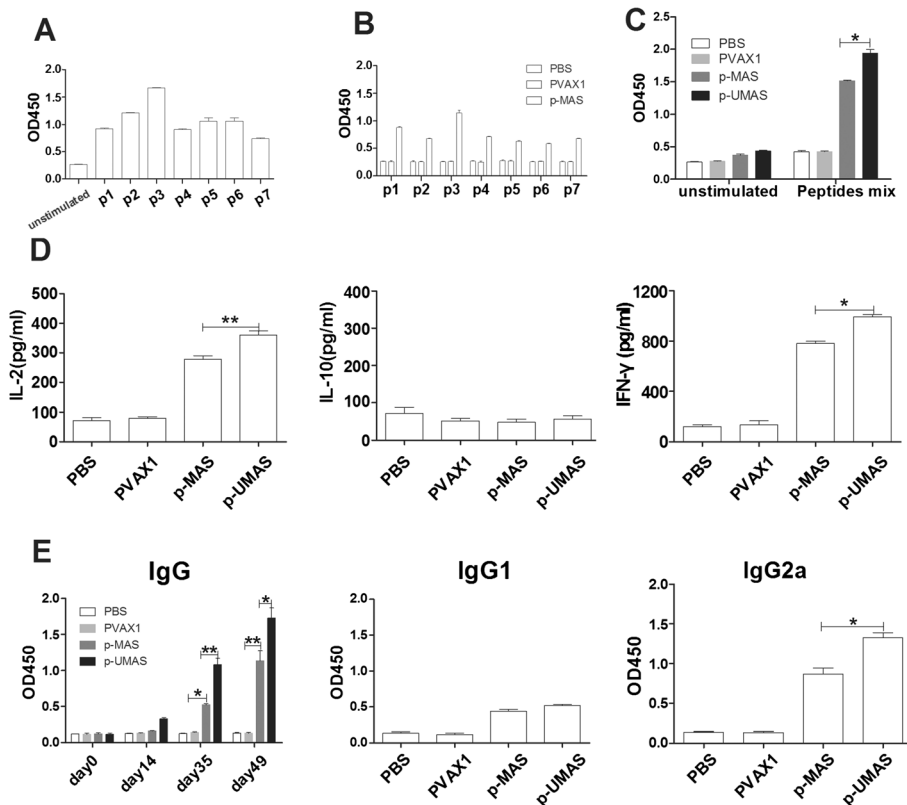 A
OD450
2.0
1.5
1.0
0.5
0.0
unstimulated p1 p2 p3 p4 p5 p6 p7
B
OD450
2.0
1.5
1.0
0.5
0.0
PBS
PVAX1
p-MAS
p1 p2 p3 p4 p5 p6 p7
C
OD450
2.5
2.0
1.5
1.0
0.5
0.0
PBS
PVAX1
p-MAS
p-UMAS
*
unstimulated Peptides mix
D
IL-2(pg/ml)
500
400
300
200
100
0
**
PBS PVAX1 p-MAS p-UMAS
IL-10(pg/ml)
400
300
200
100
0
PBS PVAX1 p-MAS p-UMAS
IFN-γ (pg/ml)
1200
800
400
0
*
PBS PVAX1 p-MAS p-UMAS
E
IgG
OD450
2.0
1.5
1.0
0.5
0.0
PBS
PVAX1
p-MAS
p-UMAS
* ** ** *
day0 day14 day35 day49
IgG1
OD450
2.0
1.5
1.0
0.5
0.0
PBS PVAX1 p-MAS p-UMAS
IgG2a
OD450
2.0
1.5
1.0
0.5
0.0
*
PBS PVAX1 p-MAS p-UMAS